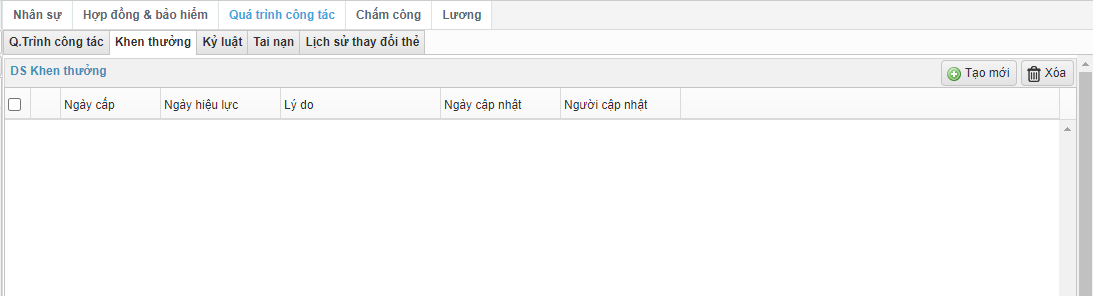 Nhân sự Hợp đồng & bảo hiểm Quá trình công tác Chấm công Lương
Q.Trình công tác Khen thưởng Kỷ luật Tai nạn Lịch sử thay đổi thẻ
DS Khen thưởng Tạo mới Xóa
Ngày cấp Ngày hiệu lực Lý do Ngày cập nhật Người cập nhật